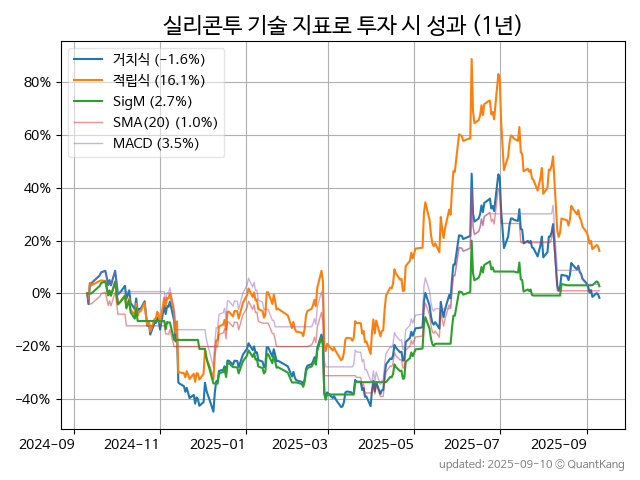 실리콘투 기술 지표로 투자 시 성과 (1년)
거치식 (-1.6%)
적립식 (16.1%)
SigM (2.7%)
SMA(20) (1.0%)
MACD (3.5%)
80%
60%
40%
20%
0%
−20%
−40%
2024-09 2024-11 2025-01 2025-03 2025-05 2025-07 2025-09
updated: 2025-09-10 © QuantKang